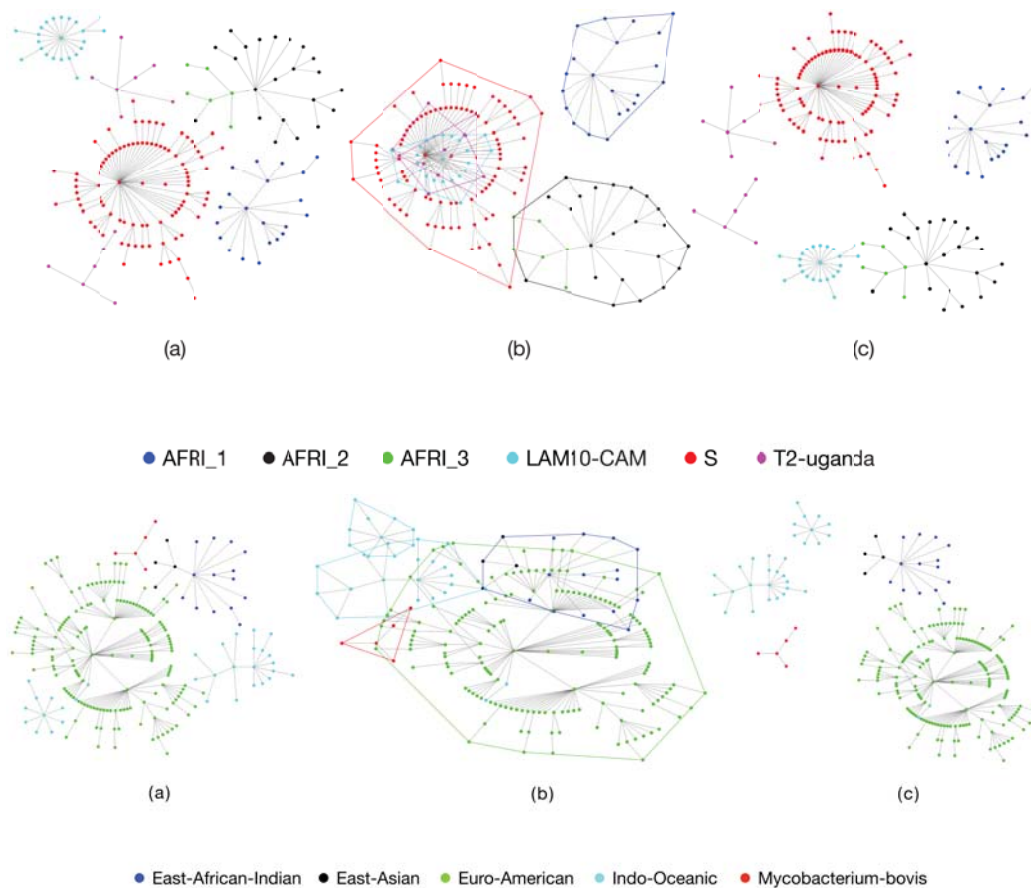 (a) (b) (c)
AFRI_1 AFRI_2 AFRI_3 LAM10-CAM S T2-uganda
(a) (b) (c)
East-African-Indian East-Asian Euro-American Indo-Oceanic Mycobacterium-bovis